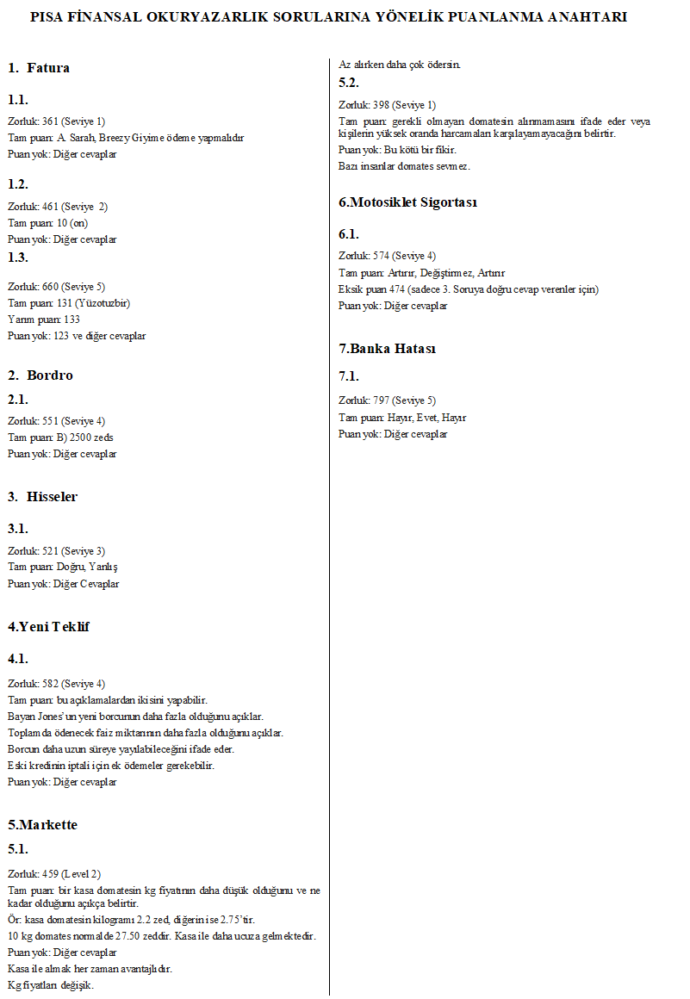 PISA FİNANSAL OKURYAZARLIK SORULARINA YÖNELİK PUANLANMA ANAHTARI
1. Fatura
1.1.
Zorluk: 361 (Seviye 1)
Tam puan: A. Sarah, Breezy Giyime ödeme yapmalıdır
Puan yok: Diğer cevaplar
1.2.
Zorluk: 461 (Seviye 2)
Tam puan: 10 (on)
Puan yok: Diğer cevaplar
1.3.
Zorluk: 660 (Seviye 5)
Tam puan: 131 (Yüzotuzbir)
Yarım puan: 133
Puan yok: 123 ve diğer cevaplar
2. Bordro
2.1.
Zorluk: 551 (Seviye 4)
Tam puan: B) 2500 zeds
Puan yok: Diğer cevaplar
3. Hisseler
3.1.
Zorluk: 521 (Seviye 3)
Tam puan: Doğru, Yanlış
Puan yok: Diğer Cevaplar
4.Yeni Teklif
4.1.
Zorluk: 582 (Seviye 4)
Tam puan: bu açıklamalardan ikisini yapabilir.
Bayan Jones’un yeni borcunun daha fazla olduğunu açıklar.
Toplamda ödenecek faiz miktarının daha fazla olduğunu açıklar.
Borcun daha uzun süreye yayılabileceğini ifade eder.
Eski kredinin iptali için ek ödemeler gerekebilir.
Puan yok: Diğer cevaplar
5.Markette
5.1.
Zorluk: 459 (Level 2)
Tam puan: bir kasa domatesin kg fiyatının daha düşük olduğunu ve ne
kadar olduğunu açıkça belirtir.
Ör: kasa domatesin kilogramı 2.2 zed, diğerin ise 2.75’tir.
10 kg domates normalde 27.50 zeddir. Kasa ile daha ucuza gelmektedir.
Puan yok: Diğer cevaplar
Kasa ile almak her zaman avantajlıdır.
Kg fiyatları değişik.
Az alırken daha çok ödersin.
5.2.
Zorluk: 398 (Seviye 1)
Tam puan: gerekli olmayan domatesin alınmamasını ifade eder veya
kişilerin yüksek oranda harcamaları karşılayamayacağını belirtir.
Puan yok: Bu kötü bir fikir.
Bazı insanlar domates sevmez.
6.Motosiklet Sigortası
6.1.
Zorluk: 574 (Seviye 4)
Tam puan: Artırır, Değiştirmez, Artırır
Eksik puan 474 (sadece 3. Soruya doğru cevap verenler için)
Puan yok: Diğer cevaplar
7.Banka Hatası
7.1.
Zorluk: 797 (Seviye 5)
Tam puan: Hayır, Evet, Hayır
Puan yok: Diğer cevaplar